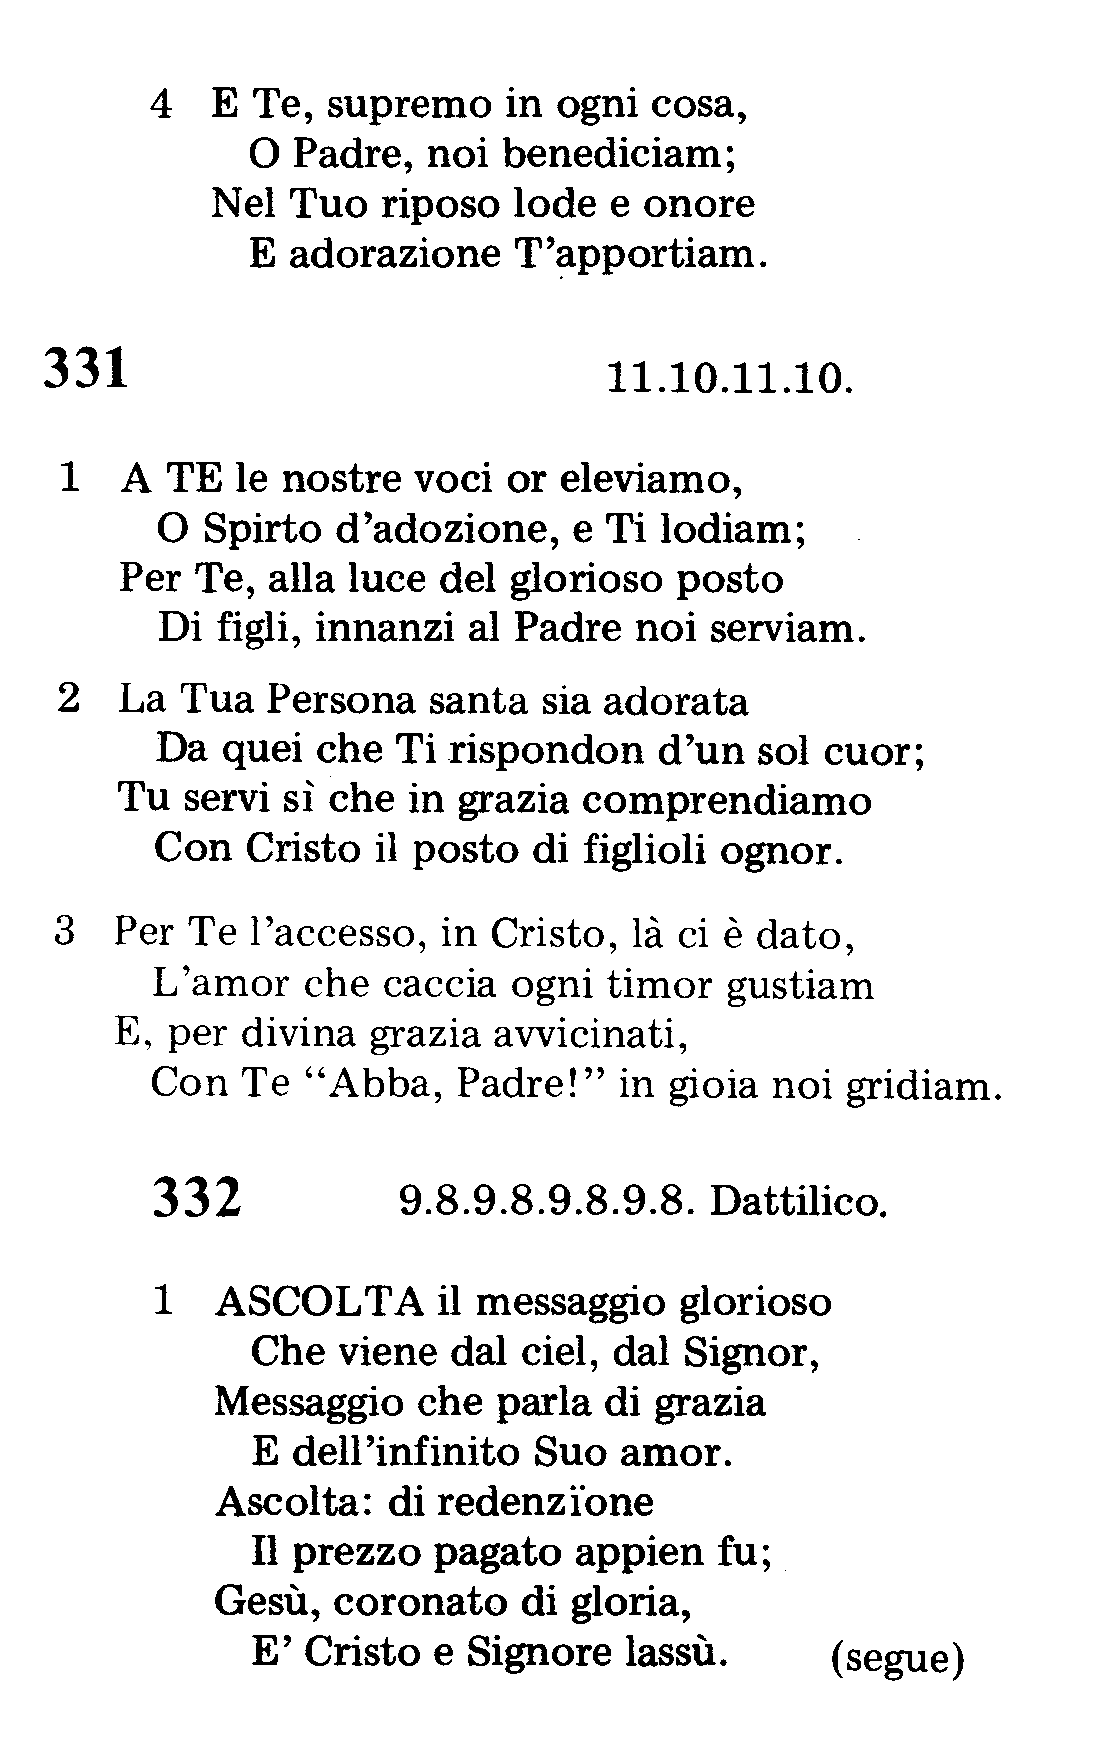 4 E Te, supremo in ogni cosa,
O Padre, noi benediciam;
Nel Tuo riposo lode e onore
E adorazione T’apportiam.
331 11.10.11.10.
1 A TE le nostre voci or eleviamo,
O Spirto d’adozione, e Ti lodiam;
Per Te, alla luce del glorioso posto
Di figli, innanzi al Padre noi serviam.
2 La Tua Persona santa sia adorata
Da quei che Ti rispondon d’un sol cuor;
Tu servi sì che in grazia comprendiamo
Con Cristo il posto di figlioli ognor.
3 Per Te l’accesso, in Cristo, là ci è dato,
L’amor che caccia ogni timor gustiam
E, per divina grazia avvicinati,
Con Te “Abba, Padre!” in gioia noi gridiam.
332 9.8.9.8.9.8.9.8. Dattilico.
1 ASCOLTA il messaggio glorioso
Che viene dal ciel, dal Signor,
Messaggio che parla di grazia
E dell’infinito Suo amor.
Ascolta: di redenzïone
Il prezzo pagato appien fu;
Gesù, coronato di gloria,
E’ Cristo e Signore lassù. (segue)